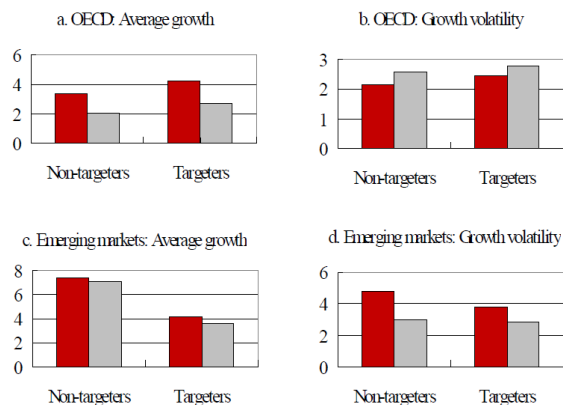 a. OECD: Average growth
6
4
2
0
Non-targeters Targeters
b. OECD: Growth volatility
3
2
1
0
Non-targeters Targeters
c. Emerging markets: Average growth
8
6
4
2
0
Non-targeters Targeters
d. Emerging markets: Growth volatility
6
4
2
0
Non-targeters Targeters